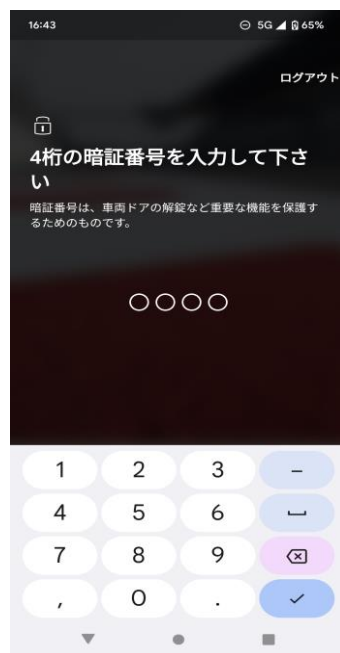 16:43 5G 65%
ログアウト
4桁の暗証番号を入力して下さ
い
暗証番号は、車両ドアの解錠など重要な機能を保護す
るためのものです。
1 2 3 −
4 5 6
7 8 9
, 0 .